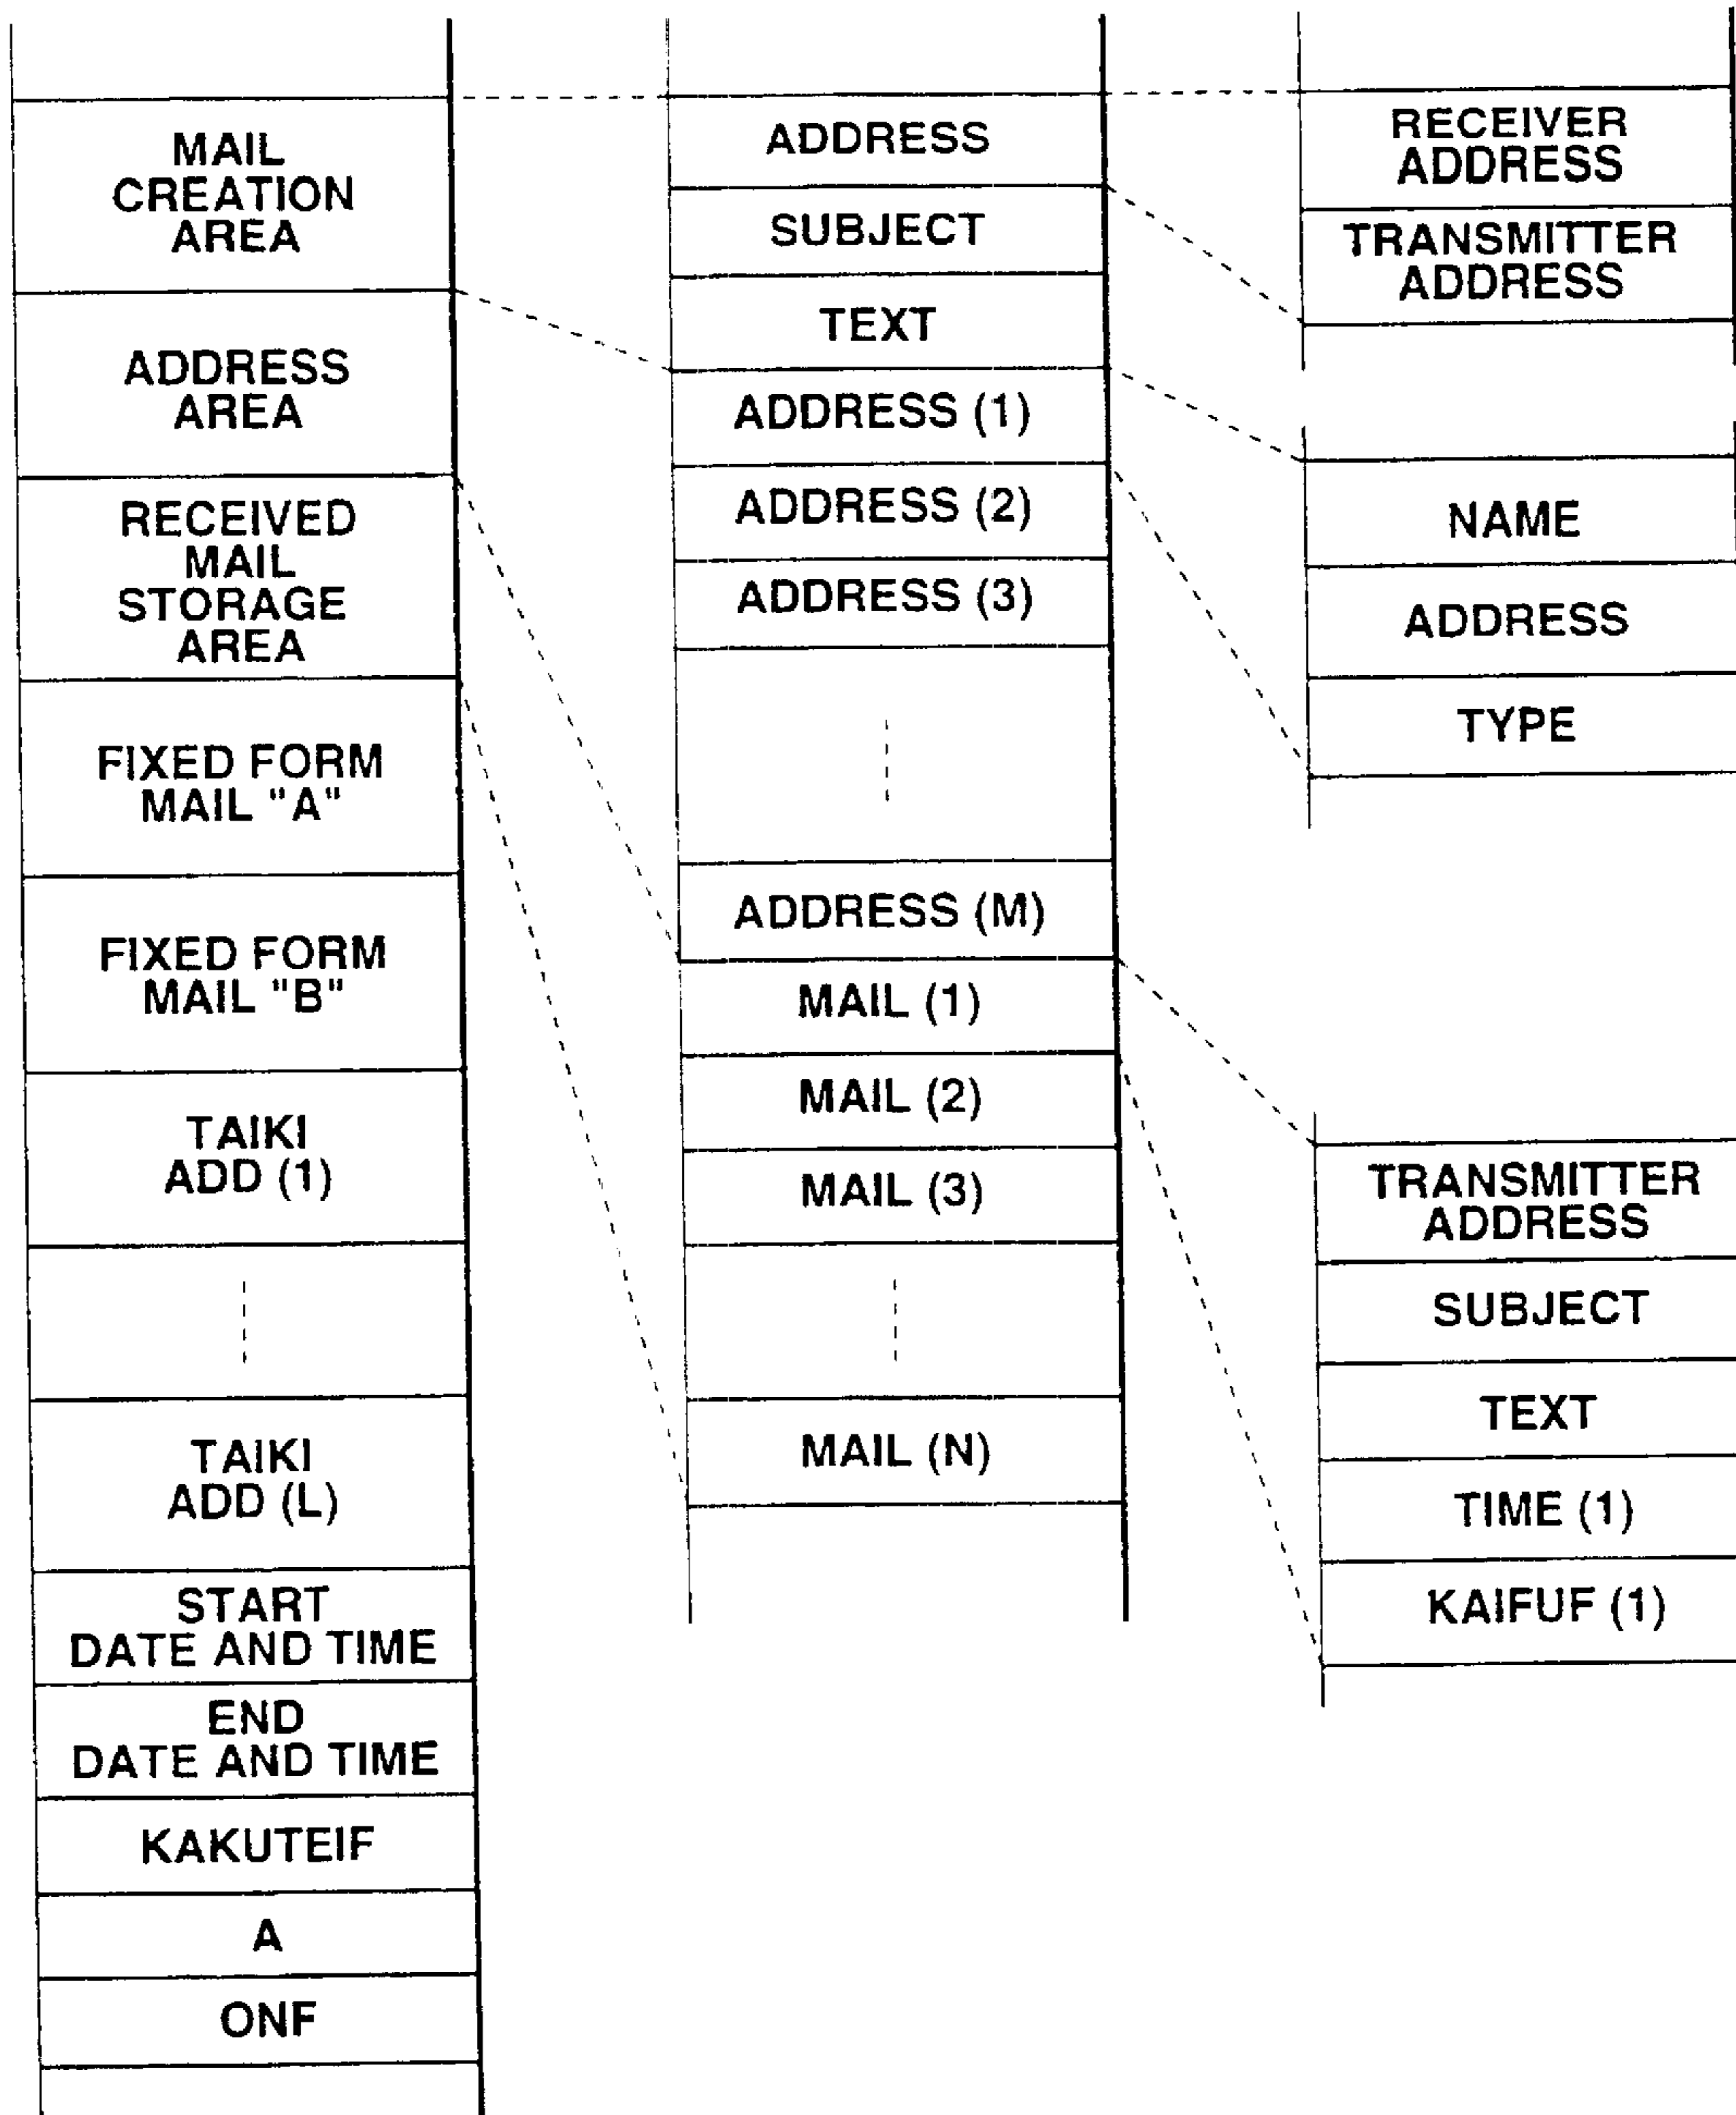 MAIL
CREATION
AREA
ADDRESS
AREA
RECEIVED
MAIL
STORAGE
AREA
FIXED FORM
MAIL "A"
FIXED FORM
MAIL "B"
TAIKI
ADD (1)
TAIKI
ADD (L)
START
DATE AND TIME
END
DATE AND TIME
KAKUTEIF
A
ONF
ADDRESS
SUBJECT
TEXT
ADDRESS (1)
ADDRESS (2)
ADDRESS (3)
ADDRESS (M)
MAIL (1)
MAIL (2)
MAIL (3)
MAIL (N)
RECEIVER
ADDRESS
TRANSMITTER
ADDRESS
NAME
ADDRESS
TYPE
TRANSMITTER
ADDRESS
SUBJECT
TEXT
TIME (1)
KAIFUF (1)